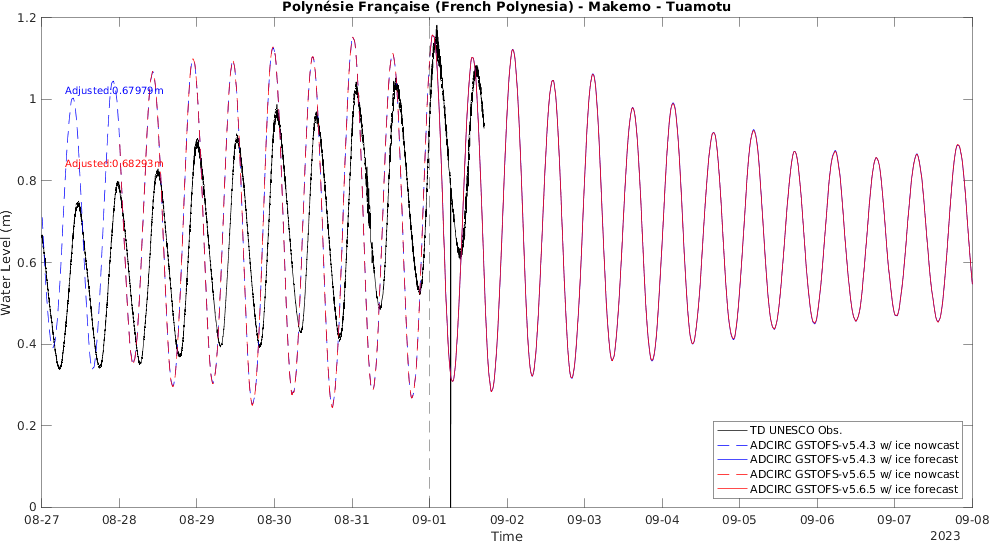 Polynésie Française (French Polynesia) - Makemo - Tuamotu
1.2
1
0.8
0.6
0.4
0.2
0
Water Level (m)
Adjusted:0.67979m
Adjusted:0.68293m
TD UNESCO Obs.
ADCIRC GSTOFS-v5.4.3 w/ ice nowcast
ADCIRC GSTOFS-v5.4.3 w/ ice forecast
ADCIRC GSTOFS-v5.6.5 w/ ice nowcast
ADCIRC GSTOFS-v5.6.5 w/ ice forecast
08-27 08-28 08-29 08-30 08-31 09-01 09-02 09-03 09-04 09-05 09-06 09-07 09-08
Time
2023